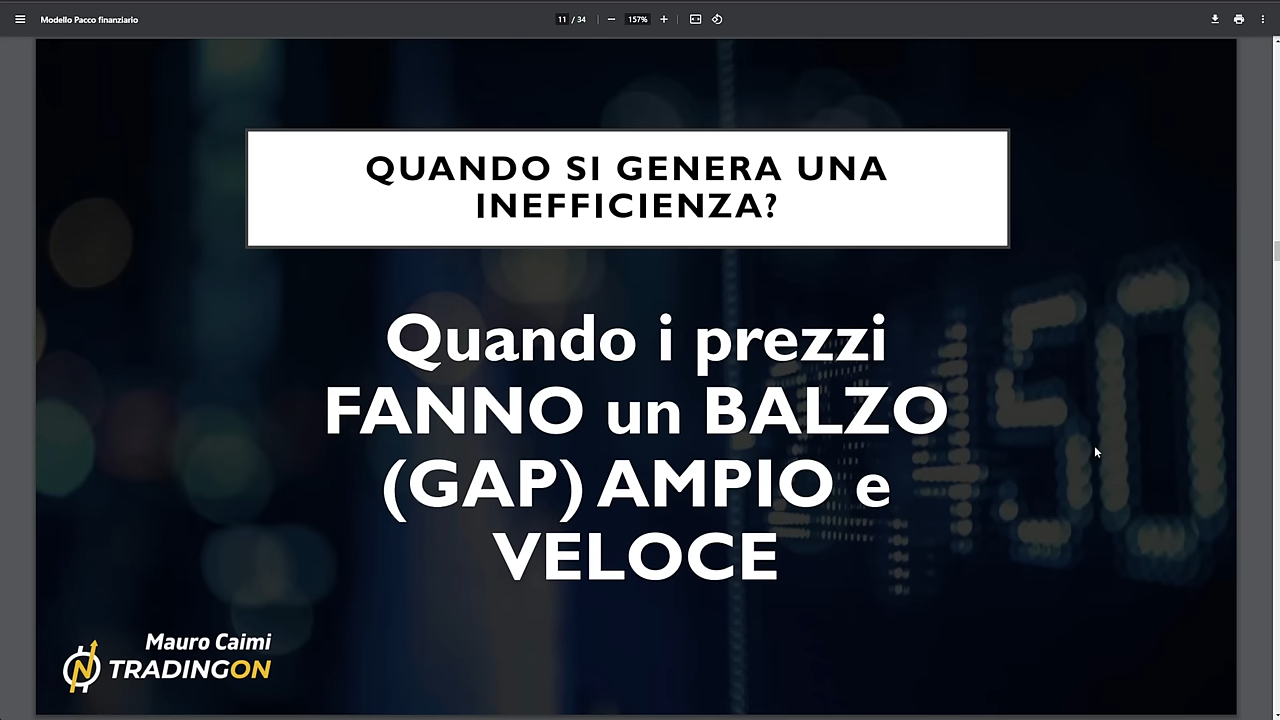 Modello Pacco finanziario
11 / 34
157%
QUANDO SI GENERA UNA
INEFFICIENZA?
Quando i prezzi
FANNO un BALZO
(GAP) AMPIO e
VELOCE
450
Mauro Caimi
TRADINGON